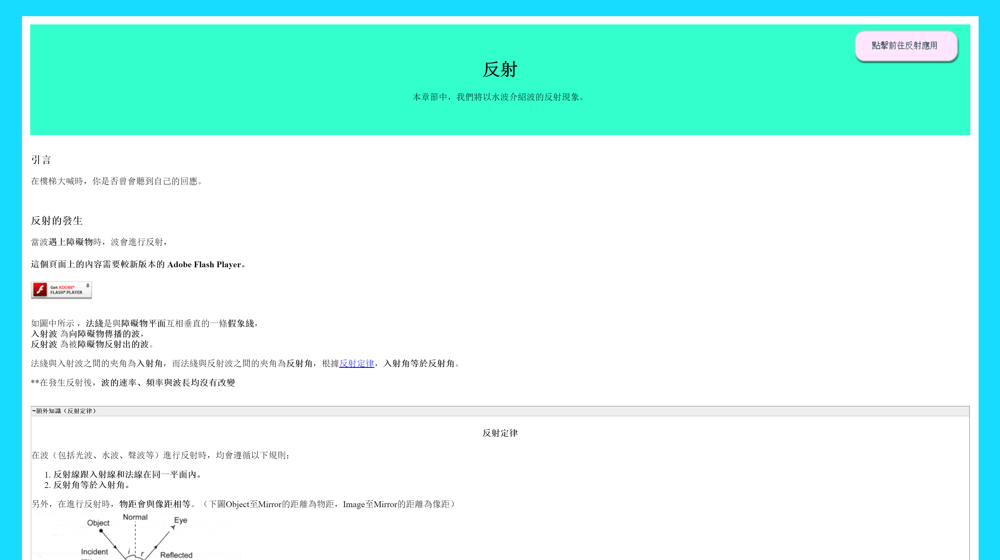 點擊前往反射應用
反射
本章節中，我們將以水波介紹波的反射現象。
引言
在樓梯大喊時，你是否曾會聽到自己的回應。
反射的發生
當波遇上障礙物時，波會進行反射，
這個頁面上的內容需要較新版本的 Adobe Flash Player。
Get ADOBE®
FLASH® PLAYER
如圖中所示 ，法綫是與障礙物平面互相垂直的一條假象綫，
入射波 為向障礙物傳播的波，
反射波 為被障礙物反射出的波。
法綫與入射波之間的夾角為入射角，而法綫與反射波之間的夾角為反射角，根據反射定律，入射角等於反射角。
**在發生反射後，波的速率、頻率與波長均沒有改變
~額外知識（反射定律）
反射定律
在波（包括光波、水波、聲波等）進行反射時，均會遵循以下規則：
1. 反射線跟入射線和法線在同一平面內。
2. 反射角等於入射角。
另外，在進行反射時，物距會與像距相等。（下圖Object至Mirror的距離為物距，Image至Mirror的距離為像距）
Normal
Object
Eye
Incident
i
r
Reflected